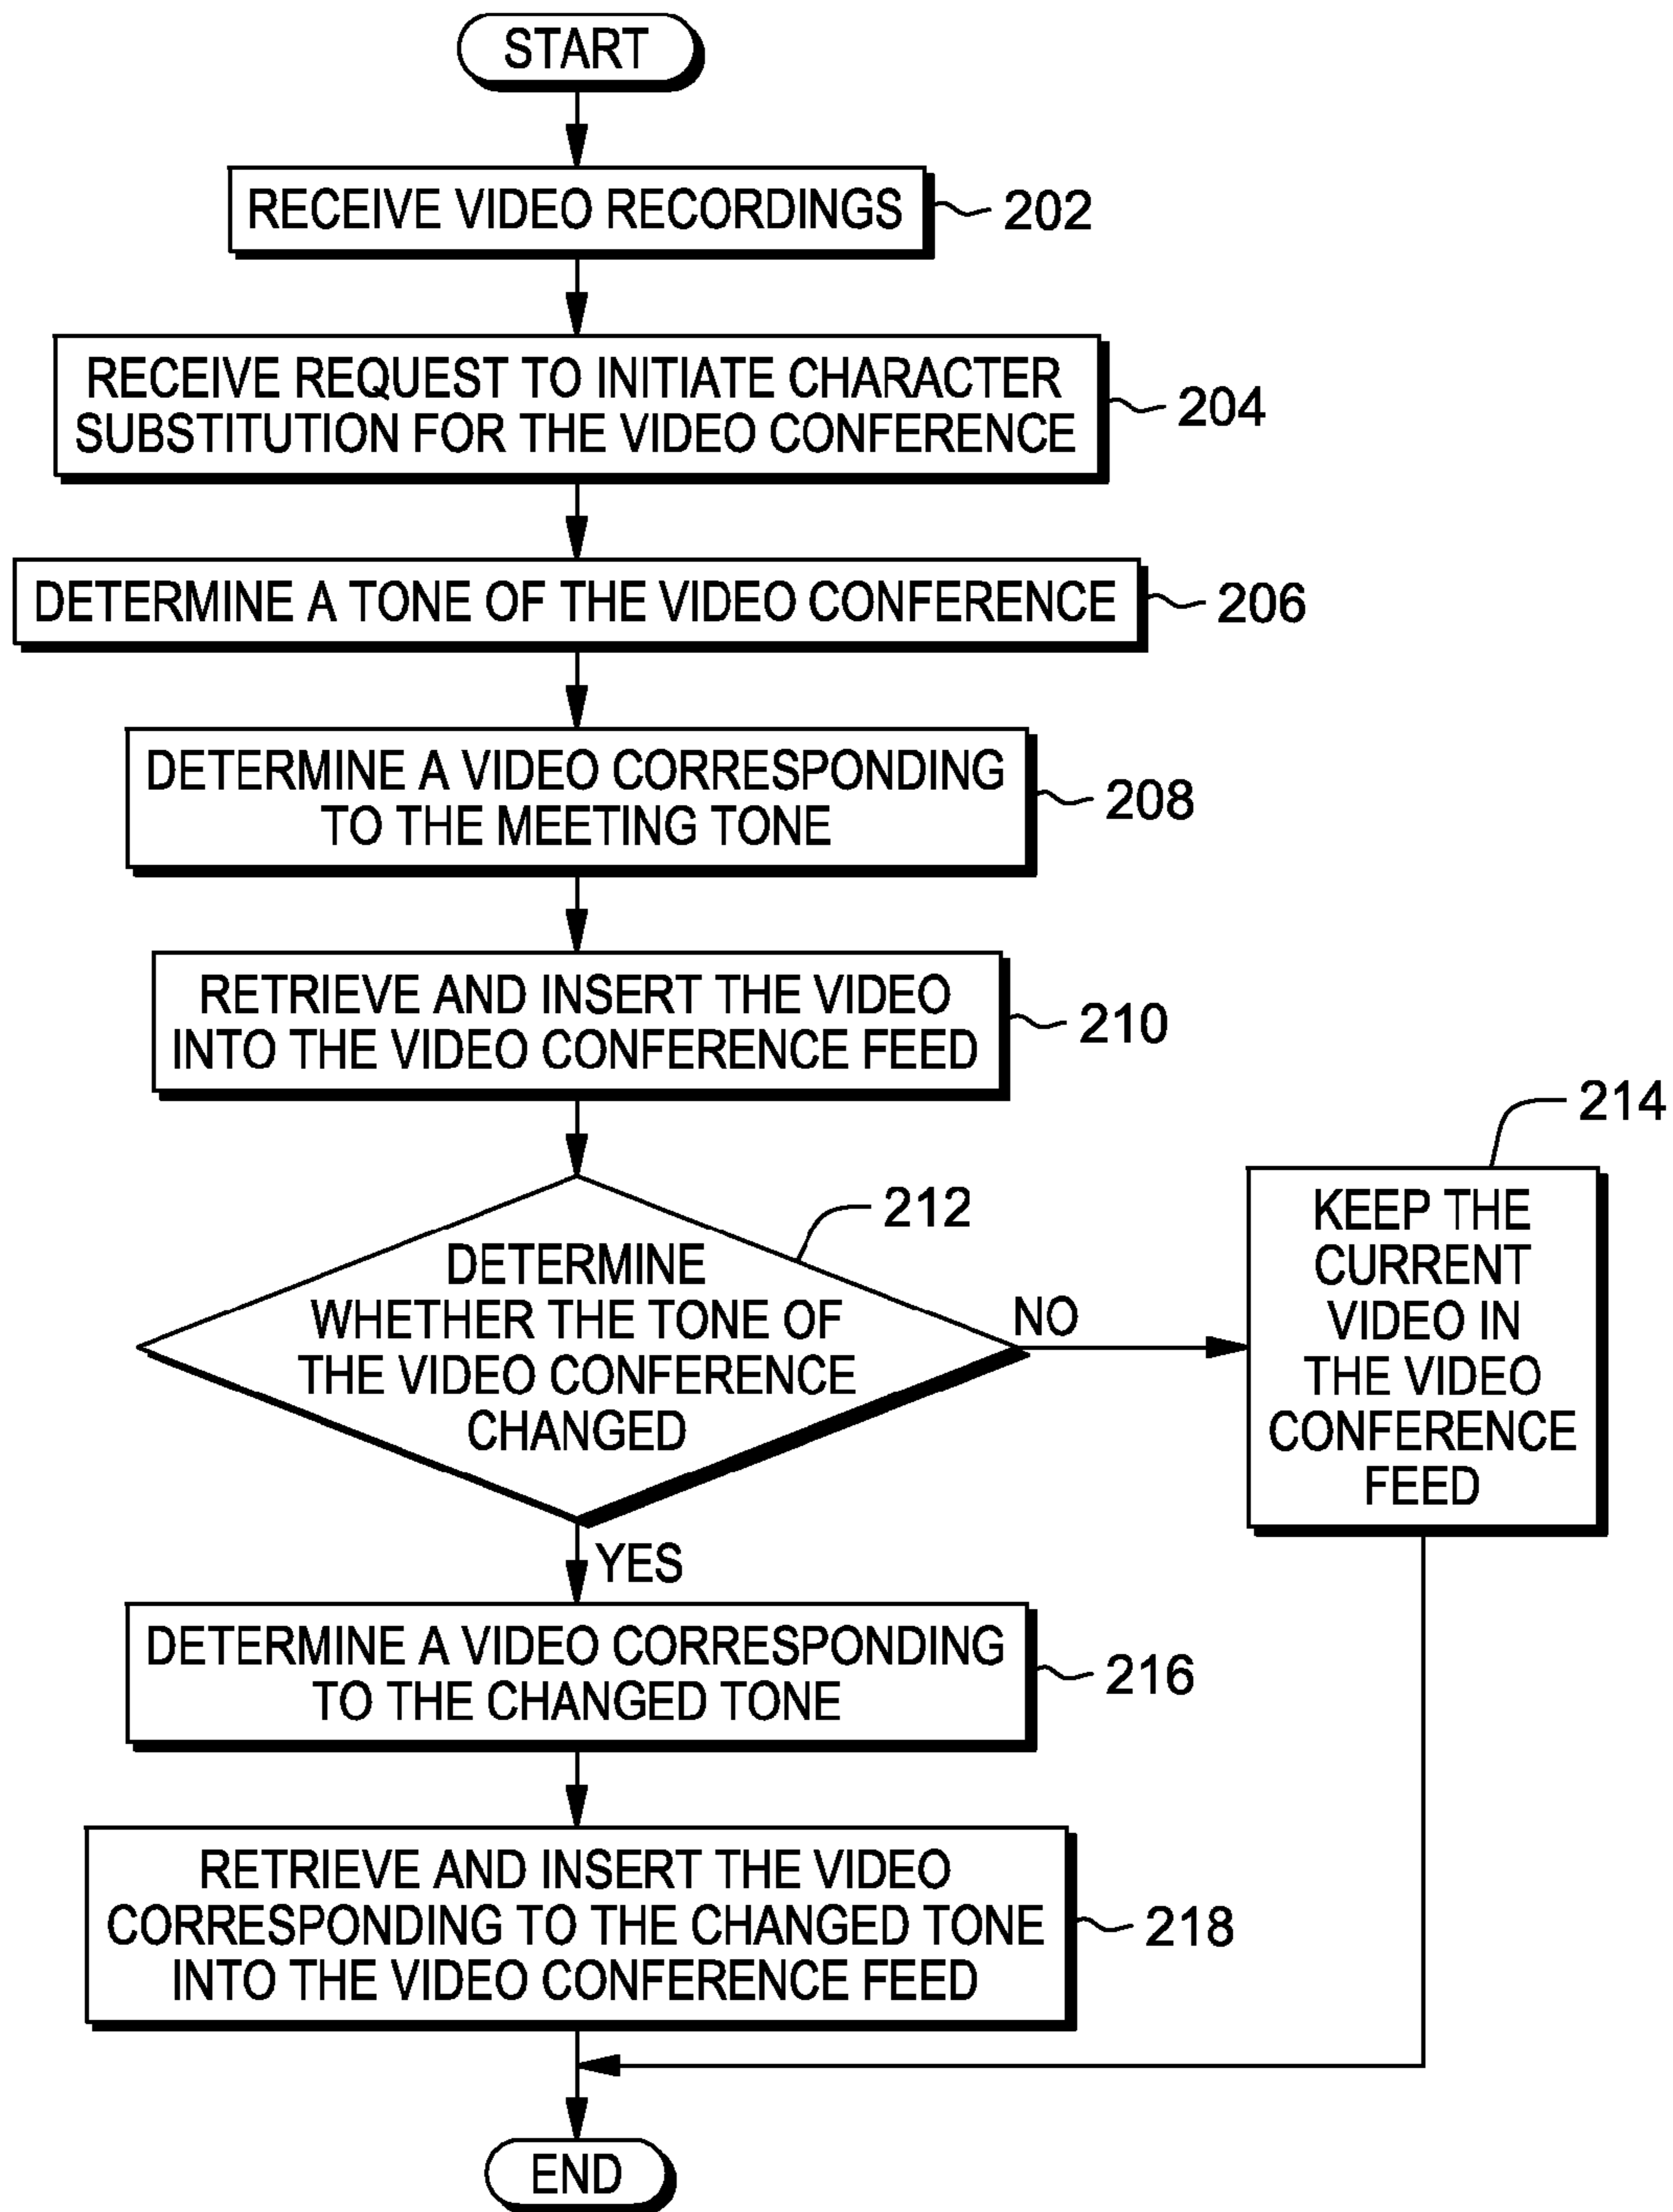 START
RECEIVE VIDEO RECORDINGS
202
RECEIVE REQUEST TO INITIATE CHARACTER
SUBSTITUTION FOR THE VIDEO CONFERENCE
204
DETERMINE A TONE OF THE VIDEO CONFERENCE
206
DETERMINE A VIDEO CORRESPONDING
TO THE MEETING TONE
208
RETRIEVE AND INSERT THE VIDEO
INTO THE VIDEO CONFERENCE FEED
210
212
DETERMINE
WHETHER THE TONE OF
THE VIDEO CONFERENCE
CHANGED
NO
214
KEEP THE
CURRENT
VIDEO IN
THE VIDEO
CONFERENCE
FEED
YES
DETERMINE A VIDEO CORRESPONDING
TO THE CHANGED TONE
216
RETRIEVE AND INSERT THE VIDEO
CORRESPONDING TO THE CHANGED TONE
INTO THE VIDEO CONFERENCE FEED
218
END